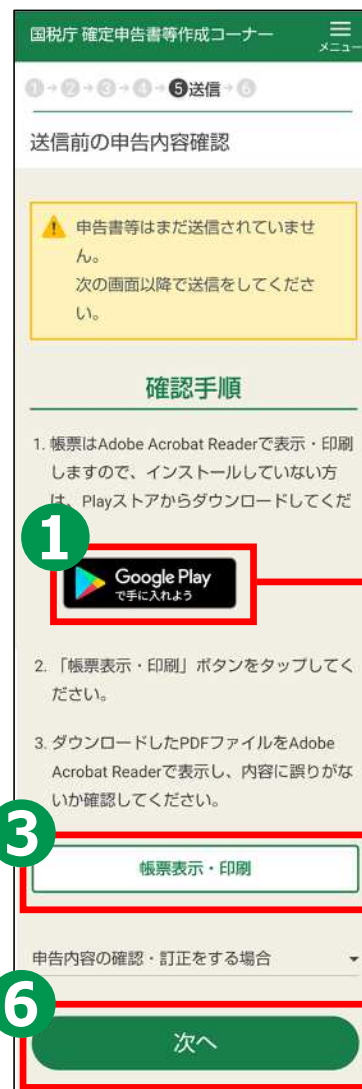 国税庁 確定申告書等作成コーナー
メニュー
1→2→3→4→5送信→6
送信前の申告内容確認
申告書等はまだ送信されていませ
ん。
次の画面以降で送信をしてくださ
い。
確認手順
1. 帳票はAdobe Acrobat Readerで表示・印刷
しますので、インストールしていない方
は、Playストアからダウンロードしてくだ
1
Google Play
で手に入れよう
2. 「帳票表示・印刷」ボタンをタップしてく
ださい。
3. ダウンロードしたPDFファイルをAdobe
Acrobat Readerで表示し、内容に誤りがな
いか確認してください。
3
帳票表示・印刷
申告内容の確認・訂正をする場合
6
次へ